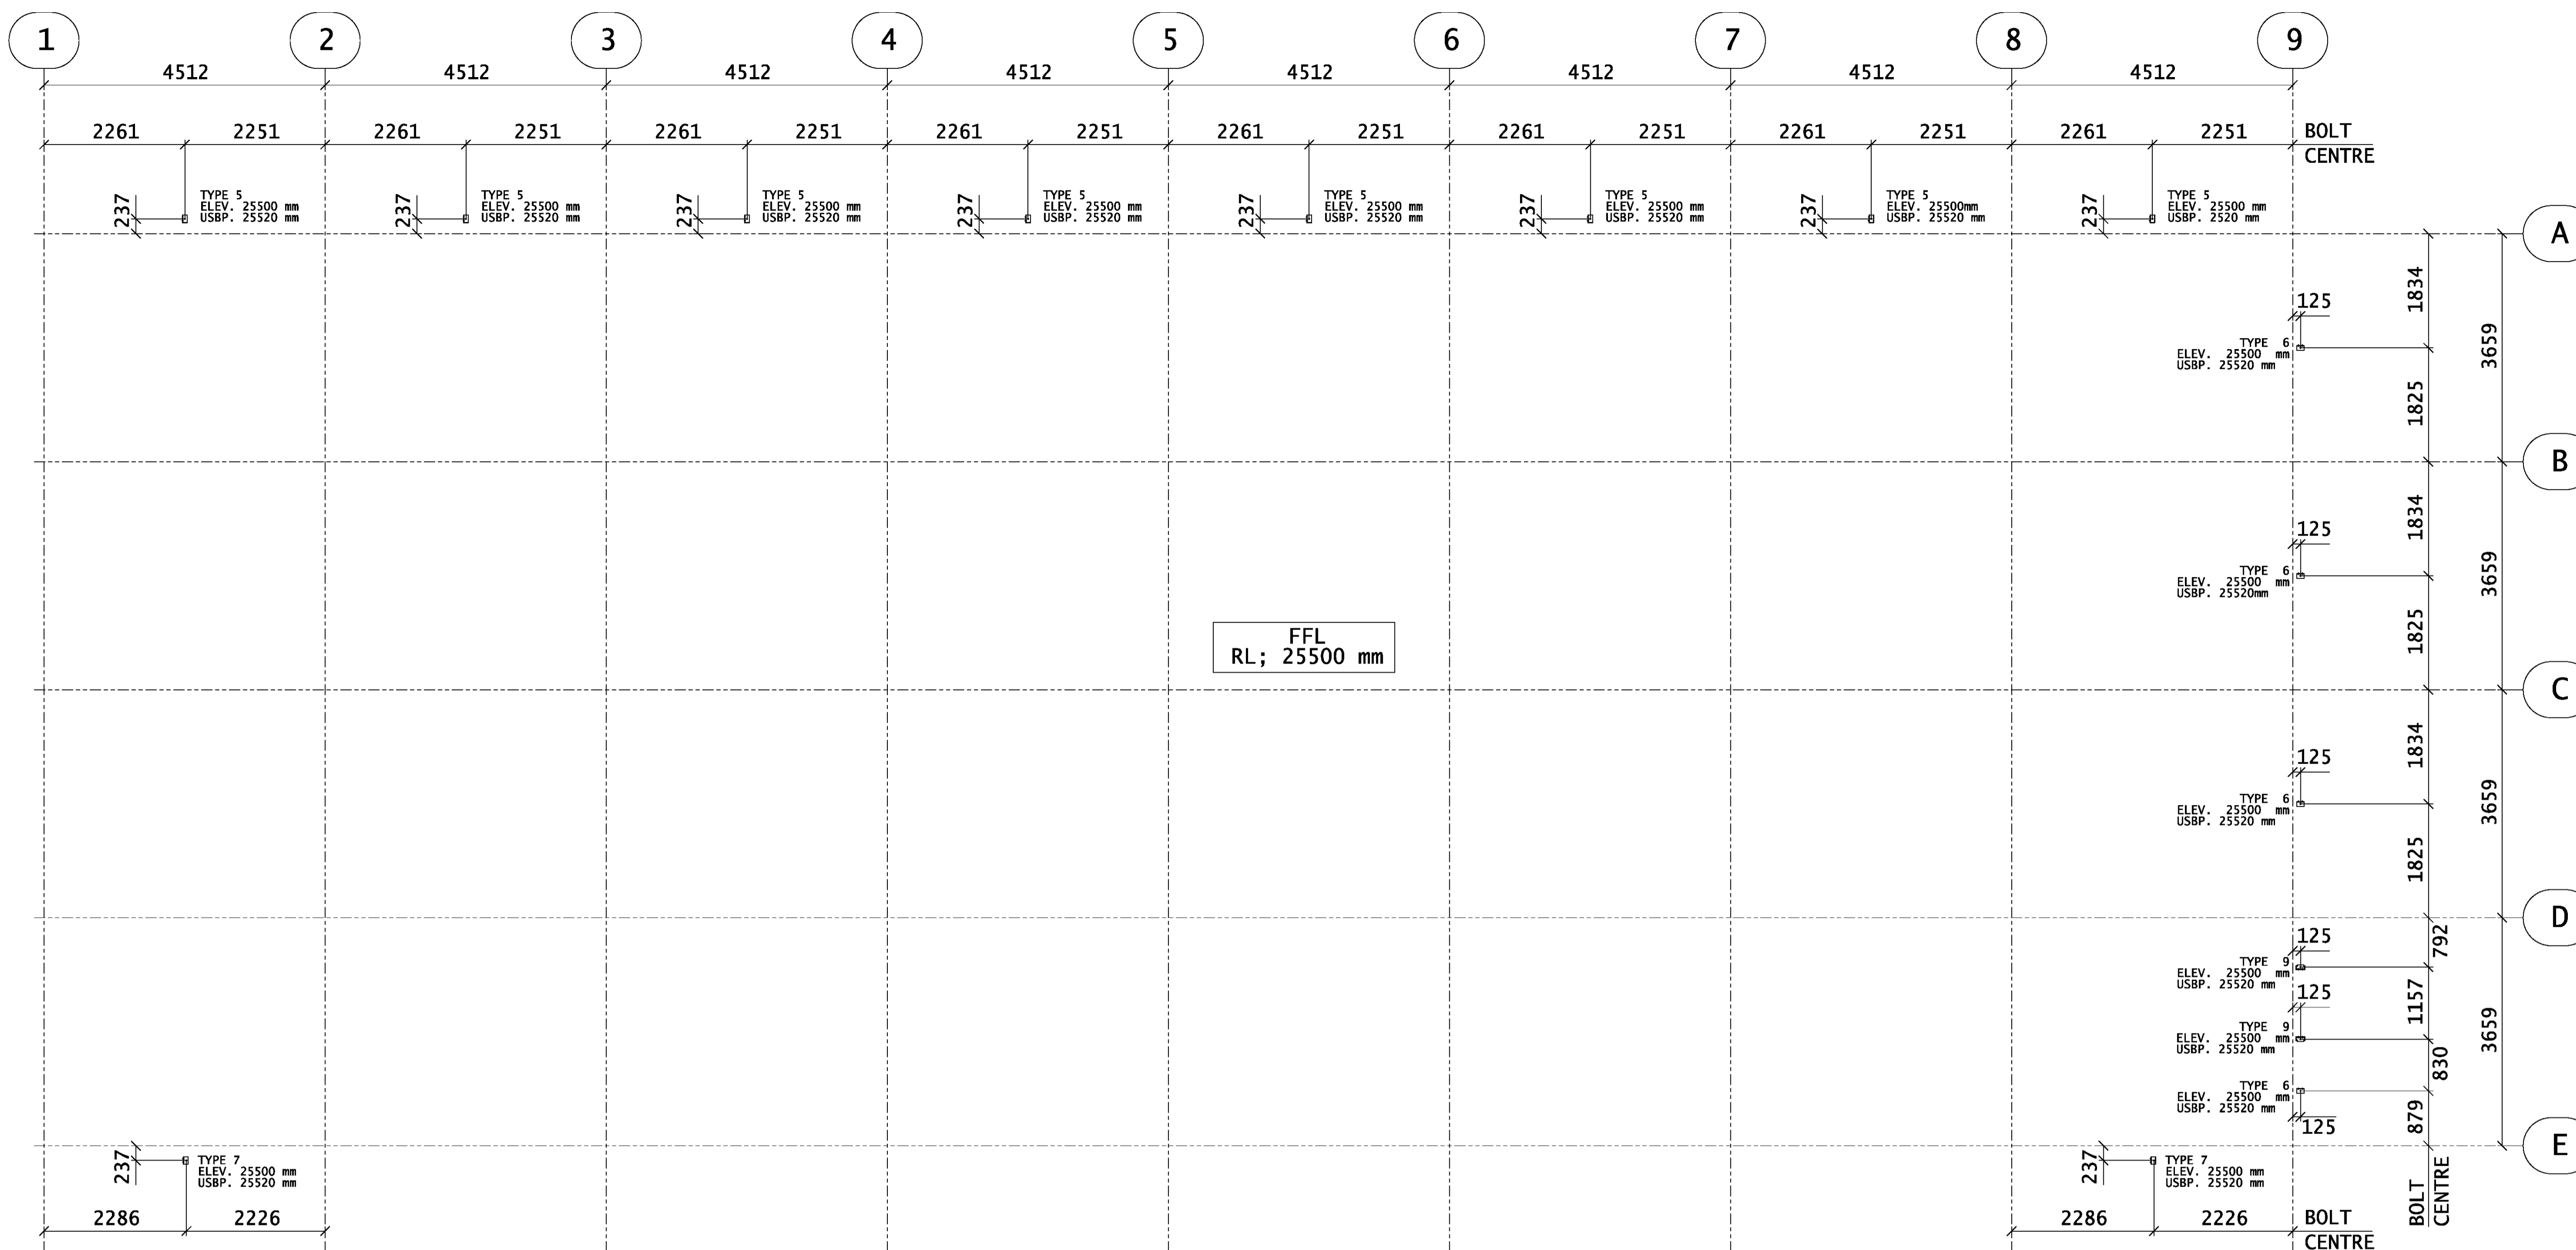 1 2 3 4 5 6 7 8 9
4512 4512 4512 4512 4512 4512 4512 4512
2261 2251 2261 2251 2261 2251 2261 2251 2261 2251 2261 2251 2261 2251 2261 2251 BOLT
CENTRE
237
TYPE 5
ELEV. 25500 mm
USBP. 25520 mm
237
TYPE 5
ELEV. 25500 mm
USBP. 25520 mm
237
TYPE 5
ELEV. 25500 mm
USBP. 25520 mm
237
TYPE 5
ELEV. 25500 mm
USBP. 25520 mm
237
TYPE 5
ELEV. 25500 mm
USBP. 25520 mm
237
TYPE 5
ELEV. 25500 mm
USBP. 25520 mm
237
TYPE 5
ELEV. 25500mm
USBP. 25520 mm
237
TYPE 5
ELEV. 25500 mm
USBP. 2520 mm
A
1834
125
3659
TYPE 6
ELEV. 25500 mm
USBP. 25520 mm
1825
B
1834
125
3659
TYPE 6
ELEV. 25500 mm
USBP. 25520mm
1825
FFL
RL; 25500 mm
C
1834
125
3659
TYPE 6
ELEV. 25500 mm
USBP. 25520 mm
1825
D
792
125
TYPE 9
ELEV. 25500 mm
USBP. 25520 mm
125
1157
3659
TYPE 9
ELEV. 25500 mm
USBP. 25520 mm
830
TYPE 6
ELEV. 25500 mm
USBP. 25520 mm
879
125
E
237
TYPE 7
ELEV. 25500 mm
USBP. 25520 mm
237
TYPE 7
ELEV. 25500 mm
USBP. 25520 mm
BOLT
CENTRE
2286 2226 2286 2226 BOLT
CENTRE